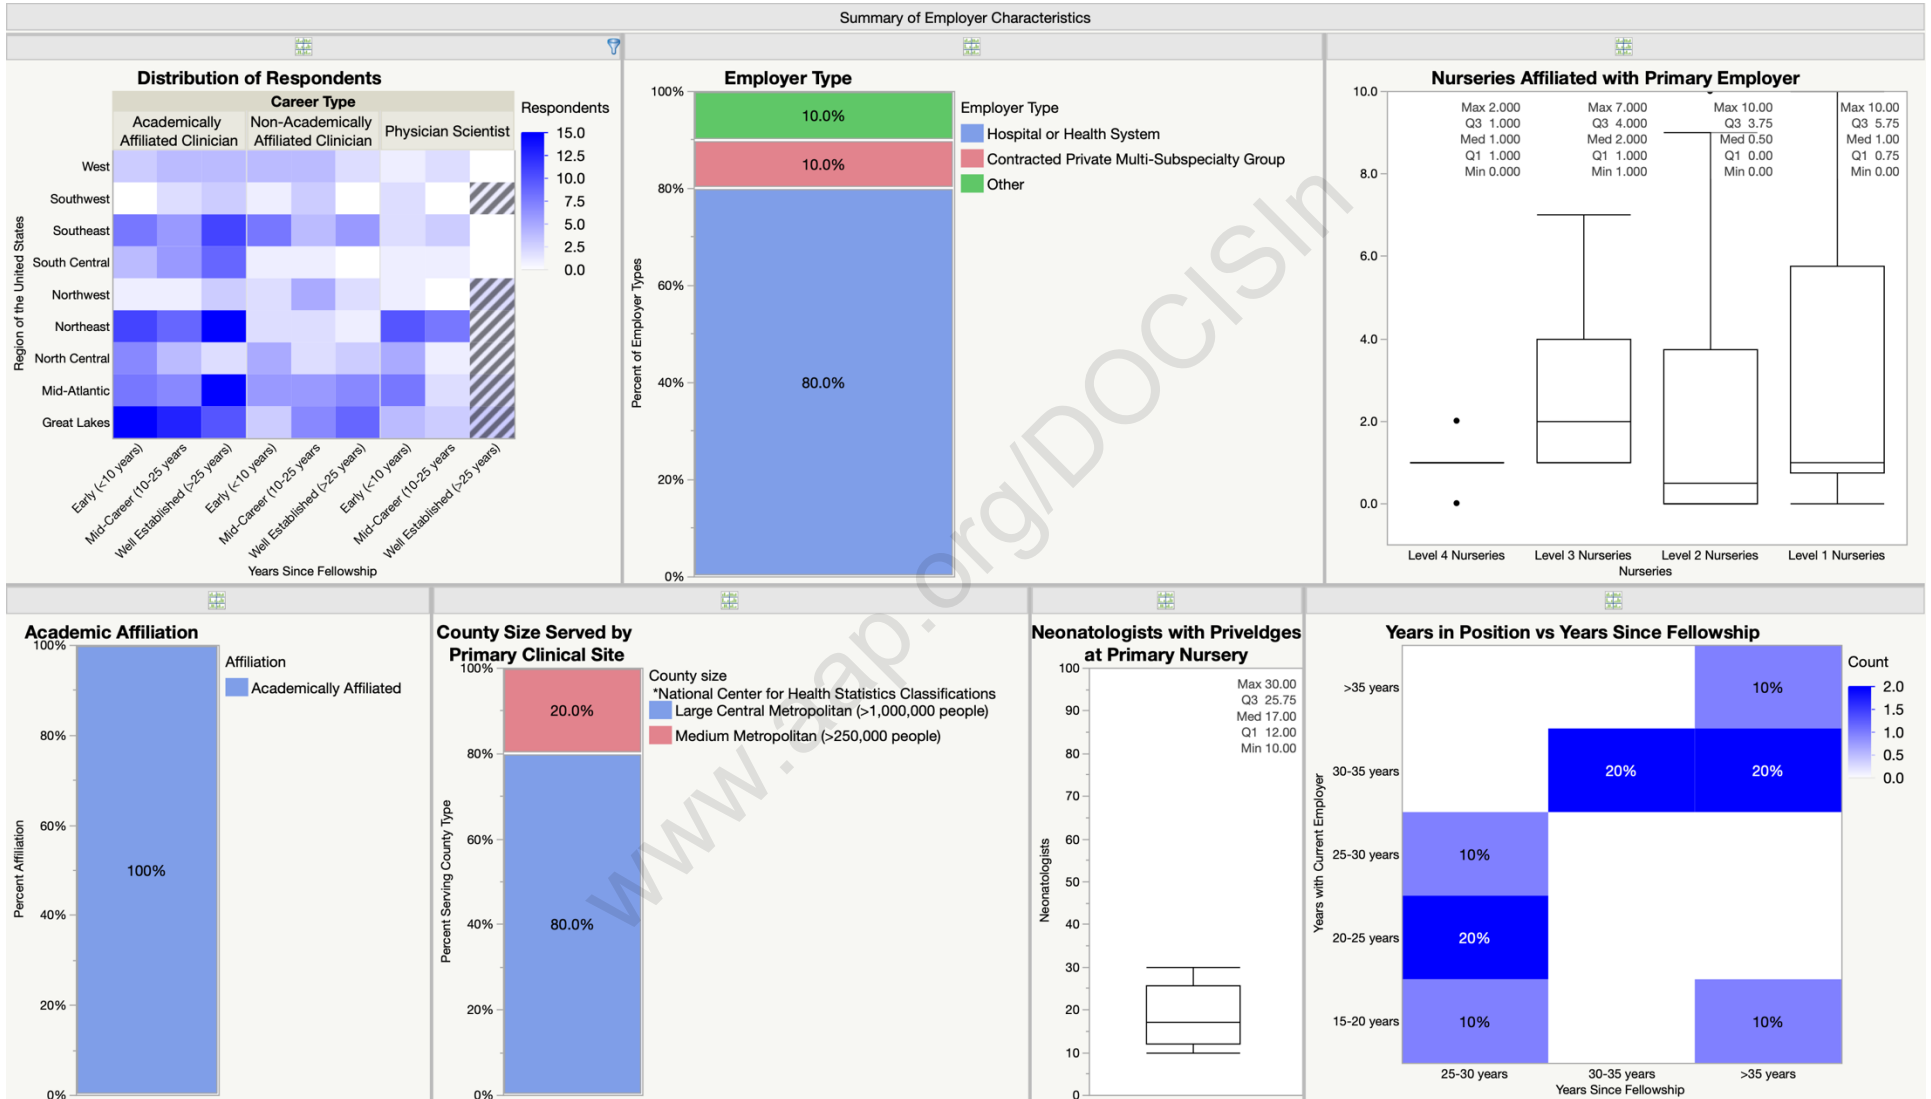 Summary of Employer Characteristics
Distribution of Respondents
Career Type
Academically
Affiliated Clinician
Non-Academically
Affiliated Clinician
Physician Scientist
Region of the United States
West
Southwest
Southeast
South Central
Northwest
Northeast
North Central
Mid-Atlantic
Great Lakes
Early (<10 years)
Mid-Career (10-25 years
Well Established (>25 years)
Early (<10 years)
Mid-Career (10-25 years
Well Established (>25 years)
Early (<10 years)
Mid-Career (10-25 years
Well Established (>25 years)
Years Since Fellowship
Respondents
15.0
12.5
10.0
7.5
5.0
2.5
0.0
Employer Type
Percent of Employer Types
100%
80%
60%
40%
20%
0%
10.0%
10.0%
80.0%
Employer Type
Hospital or Health System
Contracted Private Multi-Subspecialty Group
Other
Nurseries Affiliated with Primary Employer
10.0
8.0
6.0
4.0
2.0
0.0
Max 2.000
Q3 1.000
Med 1.000
Q1 1.000
Min 0.000
Max 7.000
Q3 4.000
Med 2.000
Q1 1.000
Min 1.000
Max 10.00
Q3 3.75
Med 0.50
Q1 0.00
Min 0.00
Max 10.00
Q3 5.75
Med 1.00
Q1 0.75
Min 0.00
Level 4 Nurseries
Level 3 Nurseries
Level 2 Nurseries
Level 1 Nurseries
Nurseries
Academic Affiliation
Percent Affiliation
100%
80%
60%
40%
20%
0%
100%
Affiliation
Academically Affiliated
County Size Served by
Primary Clinical Site
Percent Serving County Type
100%
80%
60%
40%
20%
0%
20.0%
80.0%
County size
*National Center for Health Statistics Classifications
Large Central Metropolitan (>1,000,000 people)
Medium Metropolitan (>250,000 people)
Neonatologists with Priveldges
at Primary Nursery
Neonatologists
100
90
80
70
60
50
40
30
20
10
0
Max 30.00
Q3 25.75
Med 17.00
Q1 12.00
Min 10.00
Years in Position vs Years Since Fellowship
Years with Current Employer
>35 years
30-35 years
25-30 years
20-25 years
15-20 years
10%
20%
20%
10%
20%
10%
10%
25-30 years
30-35 years
>35 years
Years Since Fellowship
Count
2.0
1.5
1.0
0.5
0.0
www.aap.org/DOCISIn